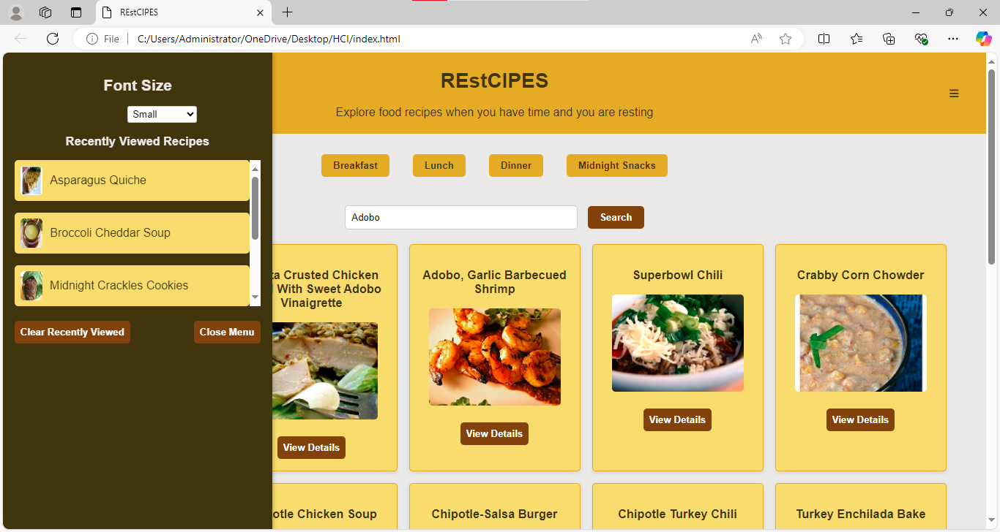 REstCIPES
File
C:/Users/Administrator/OneDrive/Desktop/HCI/index.html
Font Size
Small
Recently Viewed Recipes
Asparagus Quiche
Broccoli Cheddar Soup
Midnight Crackles Cookies
Clear Recently Viewed
Close Menu
REstCIPES
Explore food recipes when you have time and you are resting
Breakfast
Lunch
Dinner
Midnight Snacks
Adobo
Search
Crusted Chicken
With Sweet Adobo
Vinaigrette
View Details
Adobo, Garlic Barbecued
Shrimp
View Details
Superbowl Chili
View Details
Crabby Corn Chowder
View Details
Chicken Soup
Chipotle-Salsa Burger
Chipotle Turkey Chili
Turkey Enchilada Bake